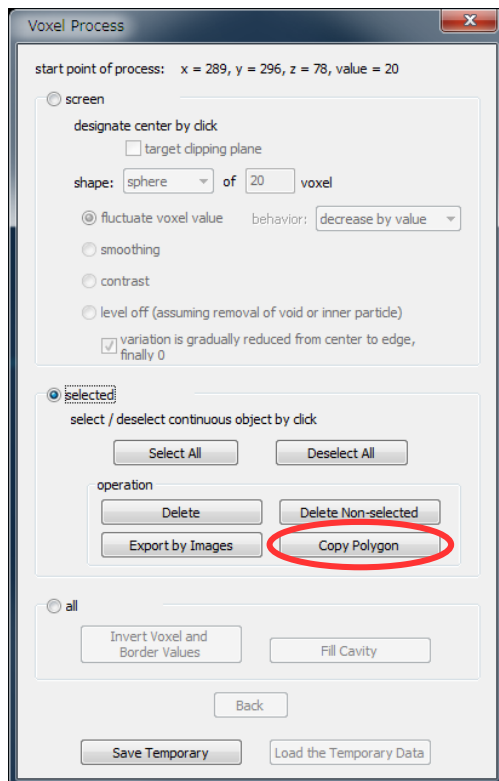 Voxel Process
start point of process: x = 289, y = 296, z = 78, value = 20
screen
designate center by click
target clipping plane
shape: sphere of 20 voxel
fluctuate voxel value behavior: decrease by value
smoothing
contrast
level off (assuming removal of void or inner particle)
variation is gradually reduced from center to edge,
finally 0
selected
select / deselect continuous object by click
Select All Deselect All
operation
Delete Delete Non-selected
Export by Images Copy Polygon
all
Invert Voxel and
Border Values
Fill Cavity
Back
Save Temporary Load the Temporary Data